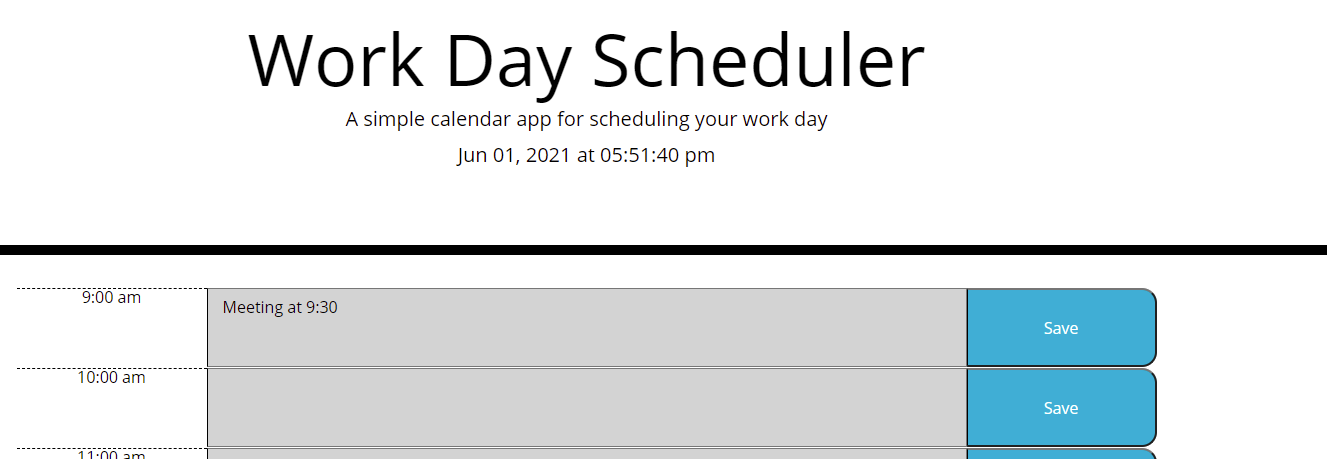 Work Day Scheduler
A simple calendar app for scheduling your work day
Jun 01, 2021 at 05:51:40 pm
9:00 am
Meeting at 9:30
Save
10:00 am
Save
11:00 am